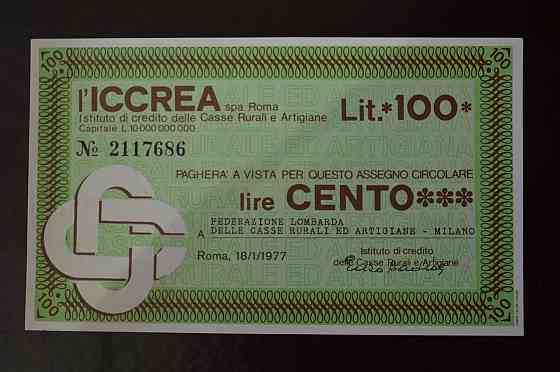 100 100
l'ICCREA spa Roma Lit.*100*
Istituto di credito delle Casse Rurali e Artigiane
Capitale L.10 000 000 000
№ 2117686
PAGHERA' A VISTA PER QUESTO ASSEGNO CIRCOLARE
lire CENTO***
FEDERAZIONE LOMBARDA
A DELLE CASSE RURALI ED ARTIGIANE - MILANO
Roma, 18/1/1977
Istituto di credito
delle Casse Rurali e Artigiane
100 100